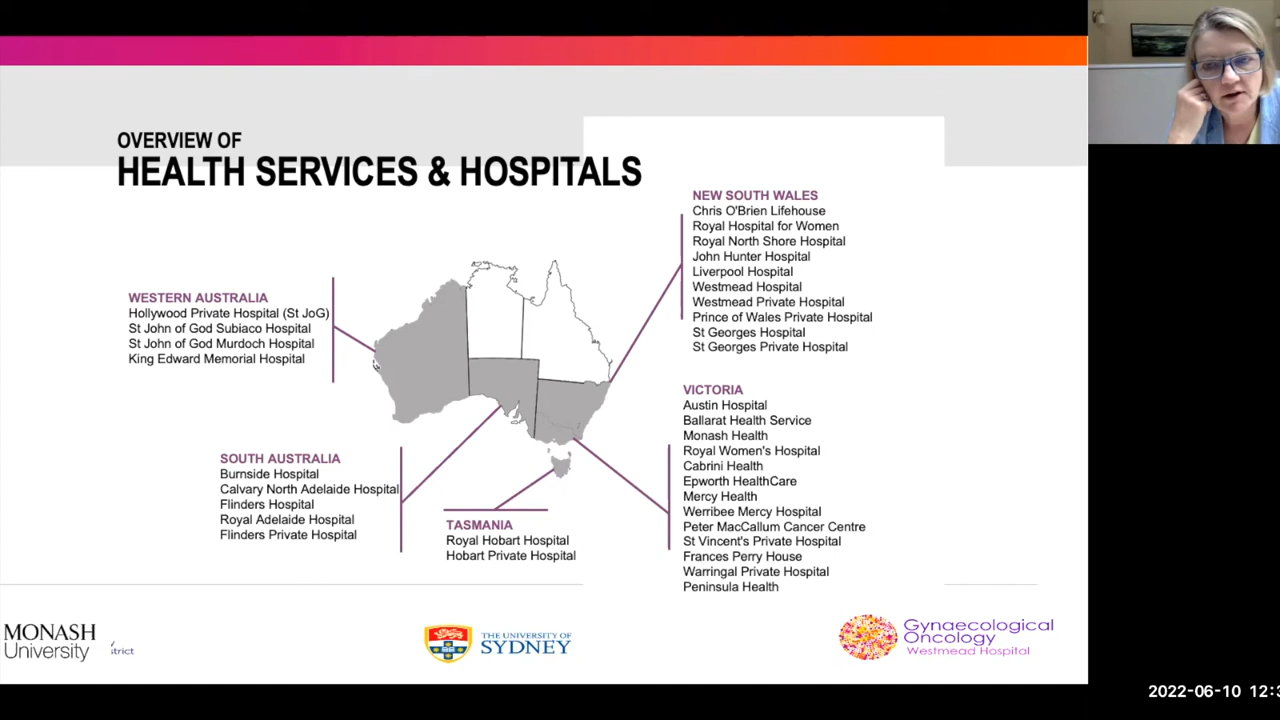 OVERVIEW OF
HEALTH SERVICES & HOSPITALS
NEW SOUTH WALES
Chris O'Brien Lifehouse
Royal Hospital for Women
Royal North Shore Hospital
John Hunter Hospital
Liverpool Hospital
Westmead Hospital
Westmead Private Hospital
Prince of Wales Private Hospital
St Georges Hospital
St Georges Private Hospital
WESTERN AUSTRALIA
Hollywood Private Hospital (St JoG)
St John of God Subiaco Hospital
St John of God Murdoch Hospital
King Edward Memorial Hospital
VICTORIA
Austin Hospital
Ballarat Health Service
Monash Health
Royal Women's Hospital
Cabrini Health
Epworth HealthCare
Mercy Health
Werribee Mercy Hospital
Peter MacCallum Cancer Centre
St Vincent's Private Hospital
Frances Perry House
Warringal Private Hospital
Peninsula Health
SOUTH AUSTRALIA
Burnside Hospital
Calvary North Adelaide Hospital
Flinders Hospital
Royal Adelaide Hospital
Flinders Private Hospital
TASMANIA
Royal Hobart Hospital
Hobart Private Hospital
MONASH
University
trict
THE UNIVERSITY OF
SYDNEY
Gynaecological
Oncology
Westmead Hospital
2022-06-10 12:3